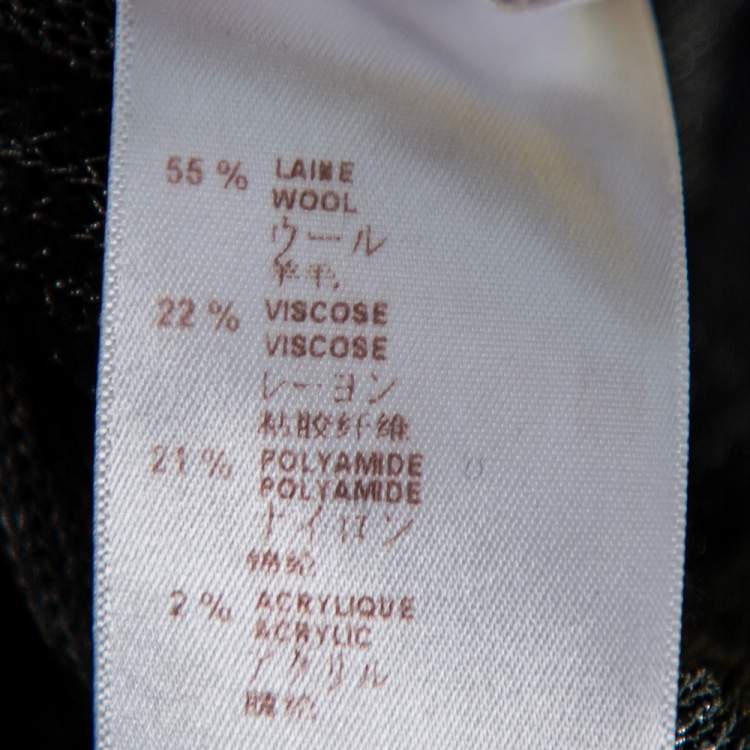 55 % LAINE
WOOL
ウール
羊毛
22 % VISCOSE
VISCOSE
レーヨン
粘胶纤维
21 % POLYAMIDE
POLYAMIDE
ナイロン
锦纶
2 % ACRYLIQUE
ACRYLIC
アクリル
腈纶